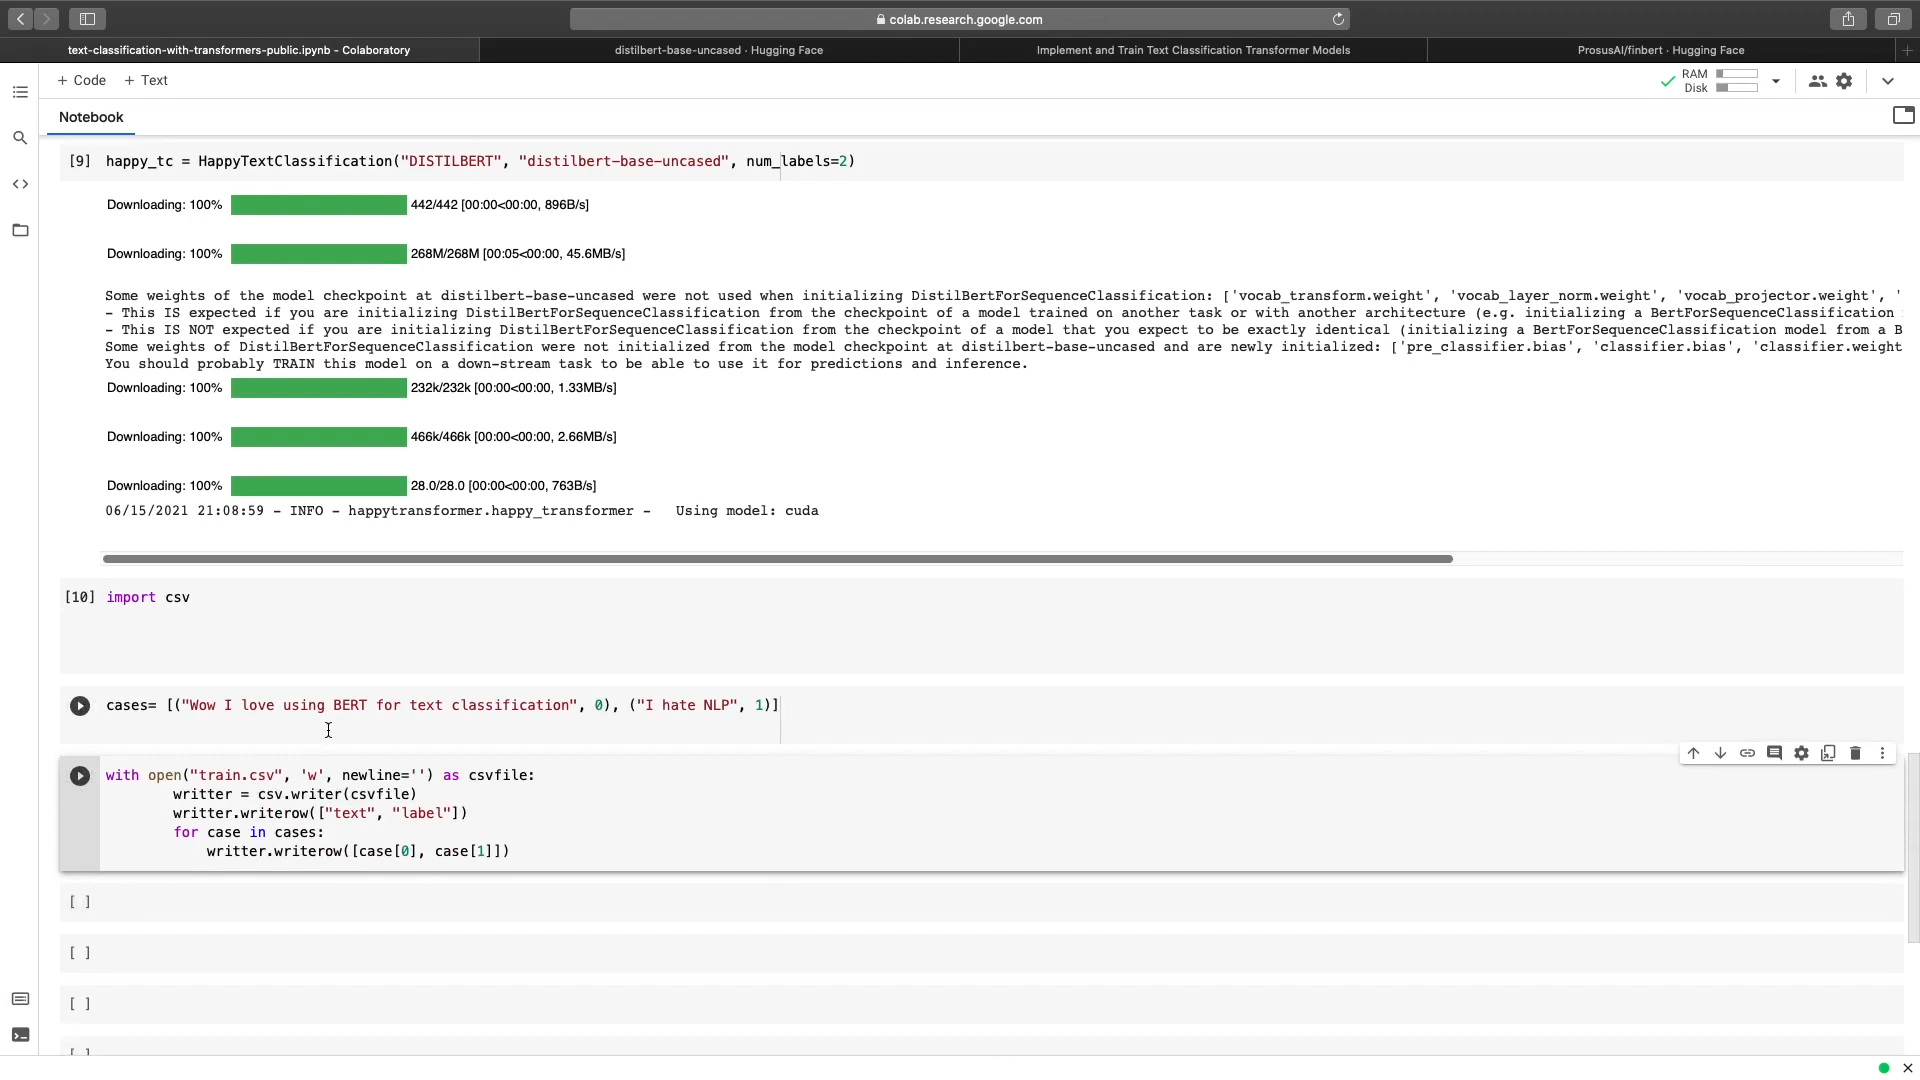 colab.research.google.com
text-classification-with-transformers-public.ipynb - Colaboratory
distilbert-base-uncased · Hugging Face
Implement and Train Text Classification Transformer Models
ProsusAI/finbert · Hugging Face
+ Code + Text
RAM
Disk
Notebook
[9] happy_tc = HappyTextClassification("DISTILBERT", "distilbert-base-uncased", num_labels=2)
Downloading: 100% 442/442 [00:00<00:00, 896B/s]
Downloading: 100% 268M/268M [00:05<00:00, 45.6MB/s]
Some weights of the model checkpoint at distilbert-base-uncased were not used when initializing DistilBertForSequenceClassification: ['vocab_transform.weight', 'vocab_layer_norm.weight', 'vocab_projector.weight', '
- This IS expected if you are initializing DistilBertForSequenceClassification from the checkpoint of a model trained on another task or with another architecture (e.g. initializing a BertForSequenceClassification
- This IS NOT expected if you are initializing DistilBertForSequenceClassification from the checkpoint of a model that you expect to be exactly identical (initializing a BertForSequenceClassification model from a B
Some weights of DistilBertForSequenceClassification were not initialized from the model checkpoint at distilbert-base-uncased and are newly initialized: ['pre_classifier.bias', 'classifier.bias', 'classifier.weight
You should probably TRAIN this model on a down-stream task to be able to use it for predictions and inference.
Downloading: 100% 232k/232k [00:00<00:00, 1.33MB/s]
Downloading: 100% 466k/466k [00:00<00:00, 2.66MB/s]
Downloading: 100% 28.0/28.0 [00:00<00:00, 763B/s]
06/15/2021 21:08:59 - INFO - happytransformer.happy_transformer - Using model: cuda
[10] import csv
cases= [("Wow I love using BERT for text classification", 0), ("I hate NLP", 1)]
with open("train.csv", 'w', newline='') as csvfile:
writter = csv.writer(csvfile)
writter.writerow(["text", "label"])
for case in cases:
writter.writerow([case[0], case[1]])
[ ]
[ ]
[ ]
[ ]